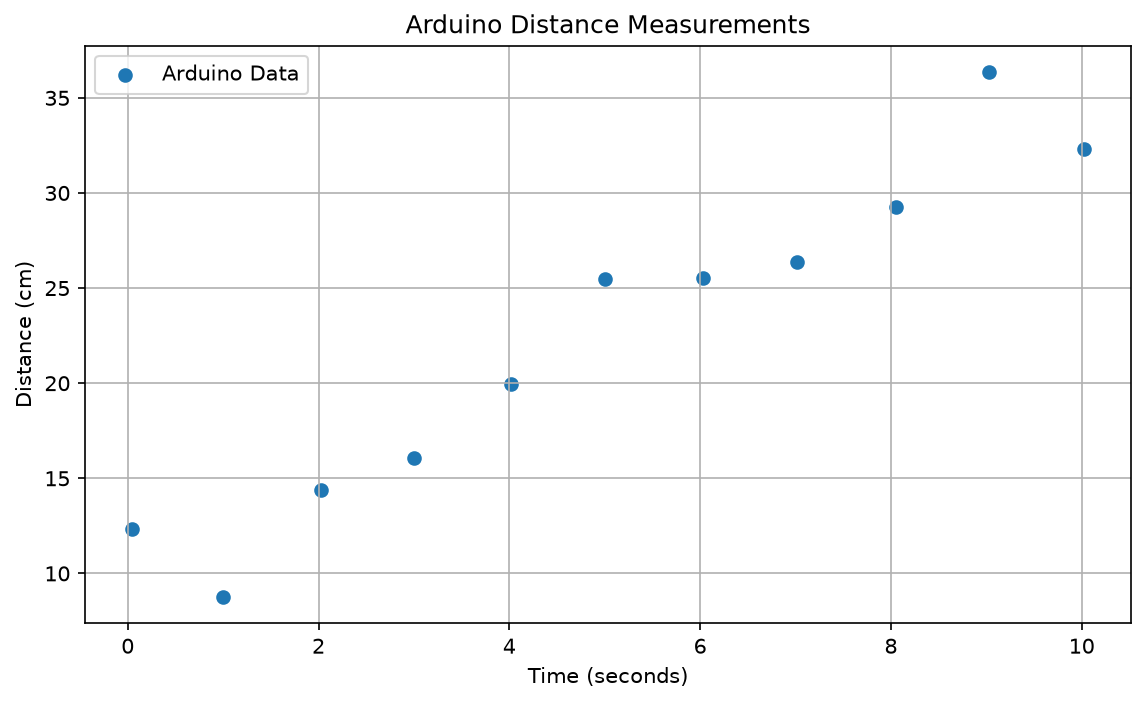 Arduino Distance Measurements
Arduino Data
35
30
25
20
15
10
Distance (cm)
0 2 4 6 8 10
Time (seconds)